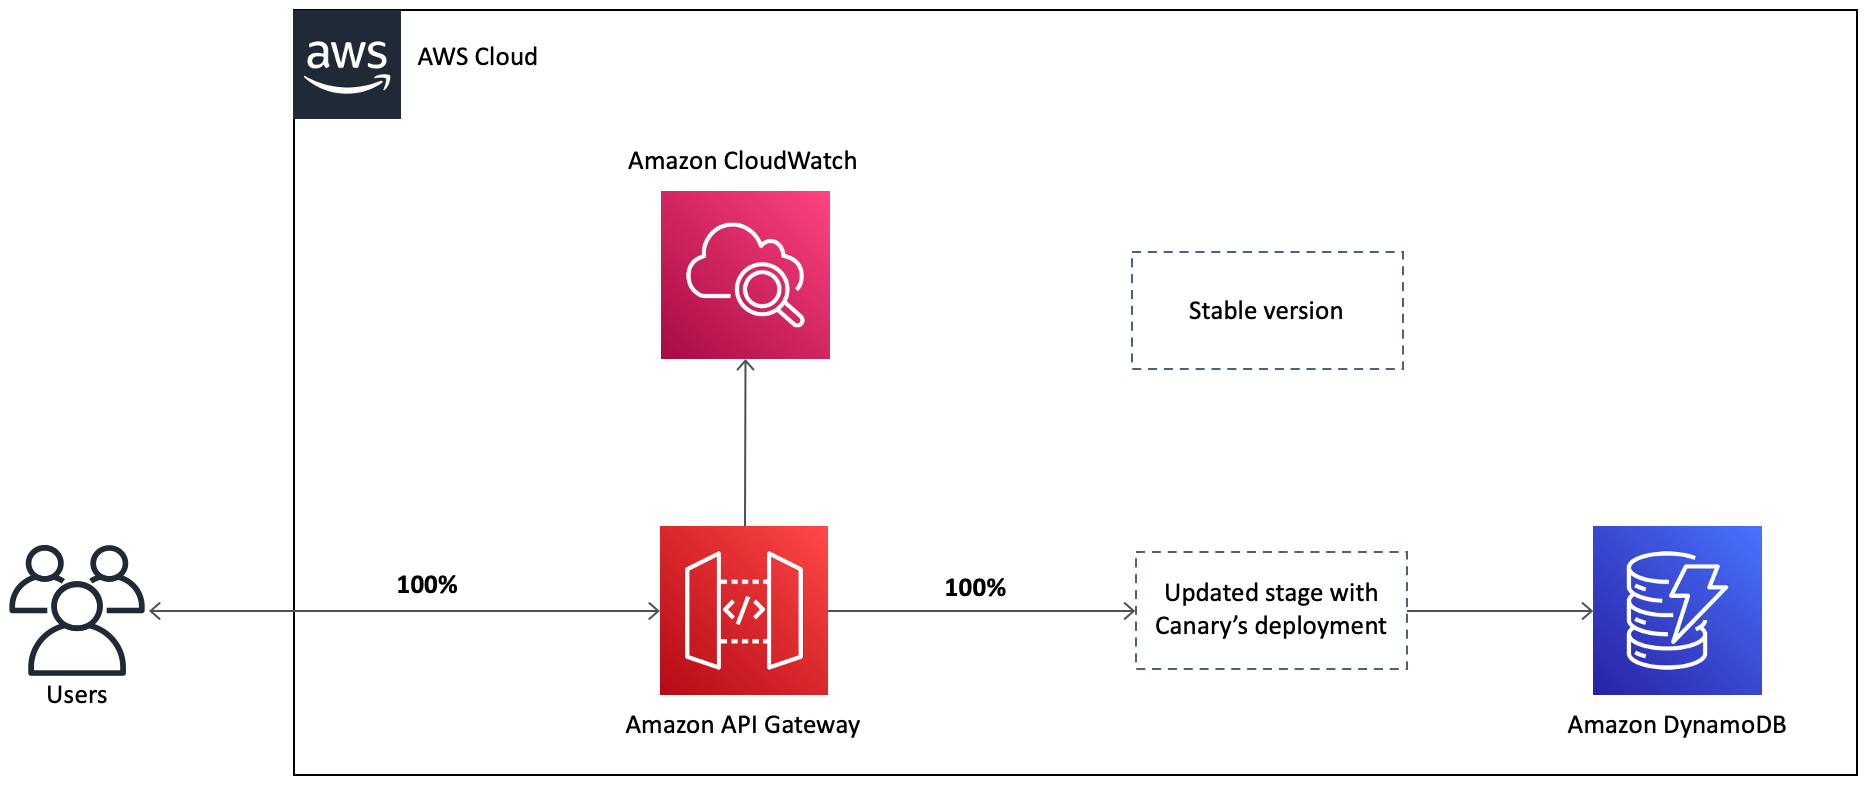 aws
AWS Cloud
Amazon CloudWatch
Stable version
100%
100%
Updated stage with
Canary’s deployment
</>
Users
Amazon API Gateway
Amazon DynamoDB